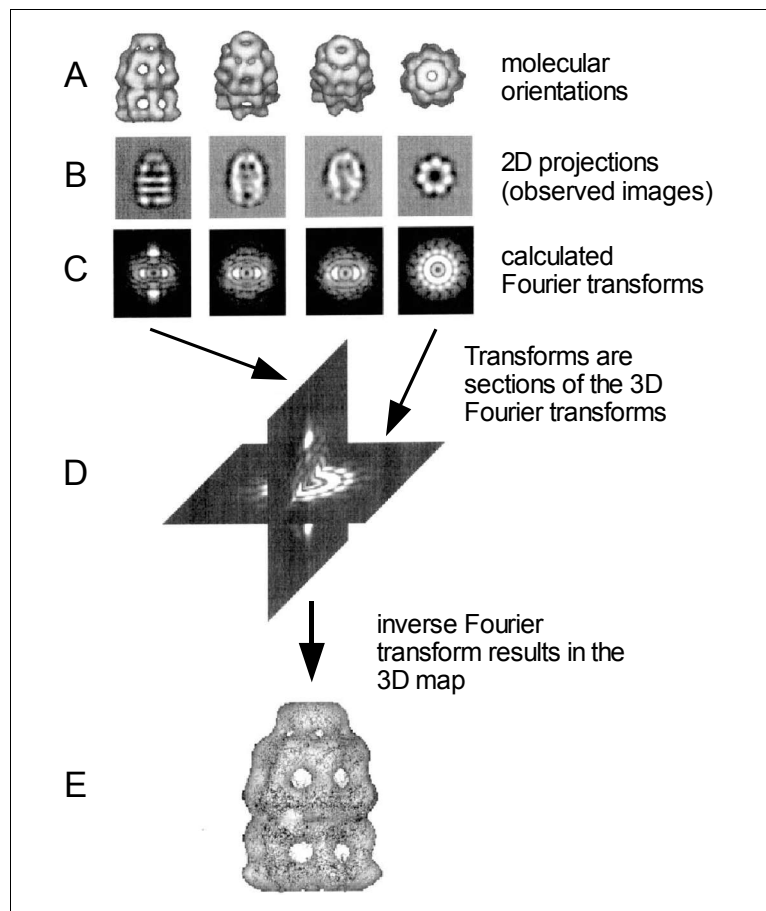 A
molecular
orientations
B
2D projections
(observed images)
C
calculated
Fourier transforms
Transforms are
sections of the 3D
Fourier transforms
D
inverse Fourier
transform results in the
3D map
E